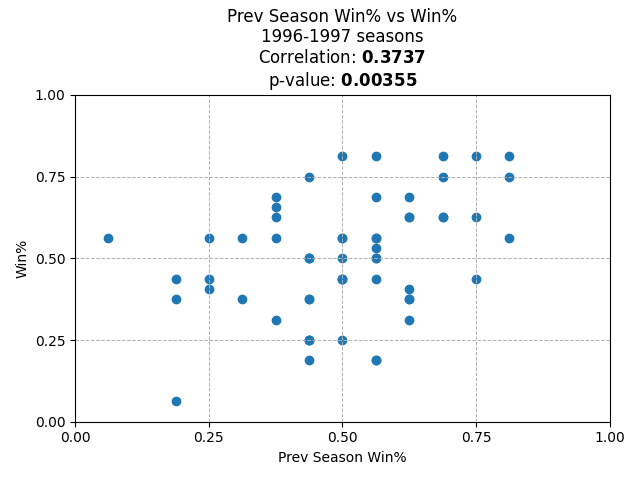 Prev Season Win% vs Win%
1996-1997 seasons
Correlation: 0.3737
p-value: 0.00355
1.00
0.75
0.50
0.25
0.00
Win%
0.00 0.25 0.50 0.75 1.00
Prev Season Win%